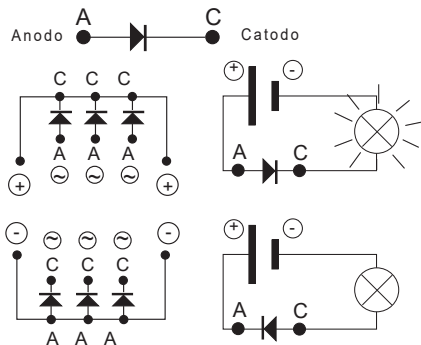 Anodo A C Catodo
C C C
A A A
~ ~ ~
+ +
+ -
A C
- ~ ~ ~ -
C C C
A A A
+ -
A C